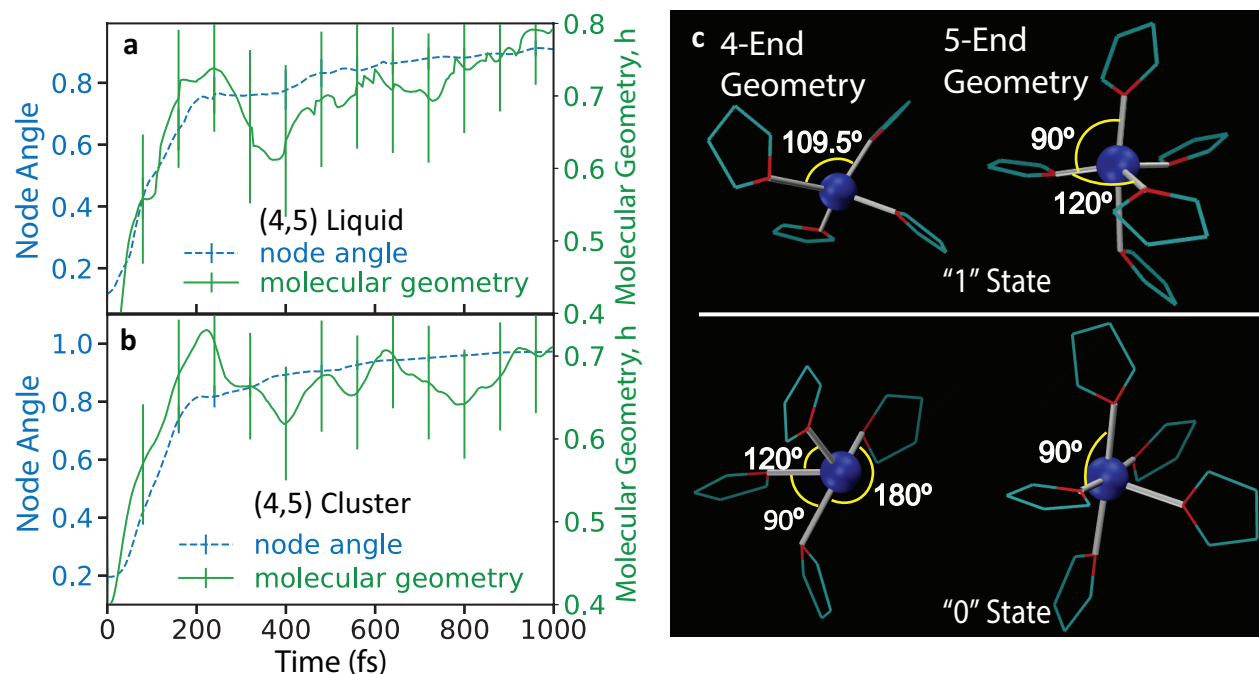 a
Node Angle
0.8
0.6
0.4
0.2
(4,5) Liquid
node angle
molecular geometry
0.8
0.7
0.6
0.5
0.4
Molecular Geometry, h
b
Node Angle
1.0
0.8
0.6
0.4
0.2
(4,5) Cluster
node angle
molecular geometry
0.7
0.6
0.5
0.4
Molecular Geometry, h
0 200 400 600 800 1000
Time (fs)
c
4-End
Geometry
109.5º
5-End
Geometry
90º
120º
“1” State
120º
90º
180º
90º
“0” State